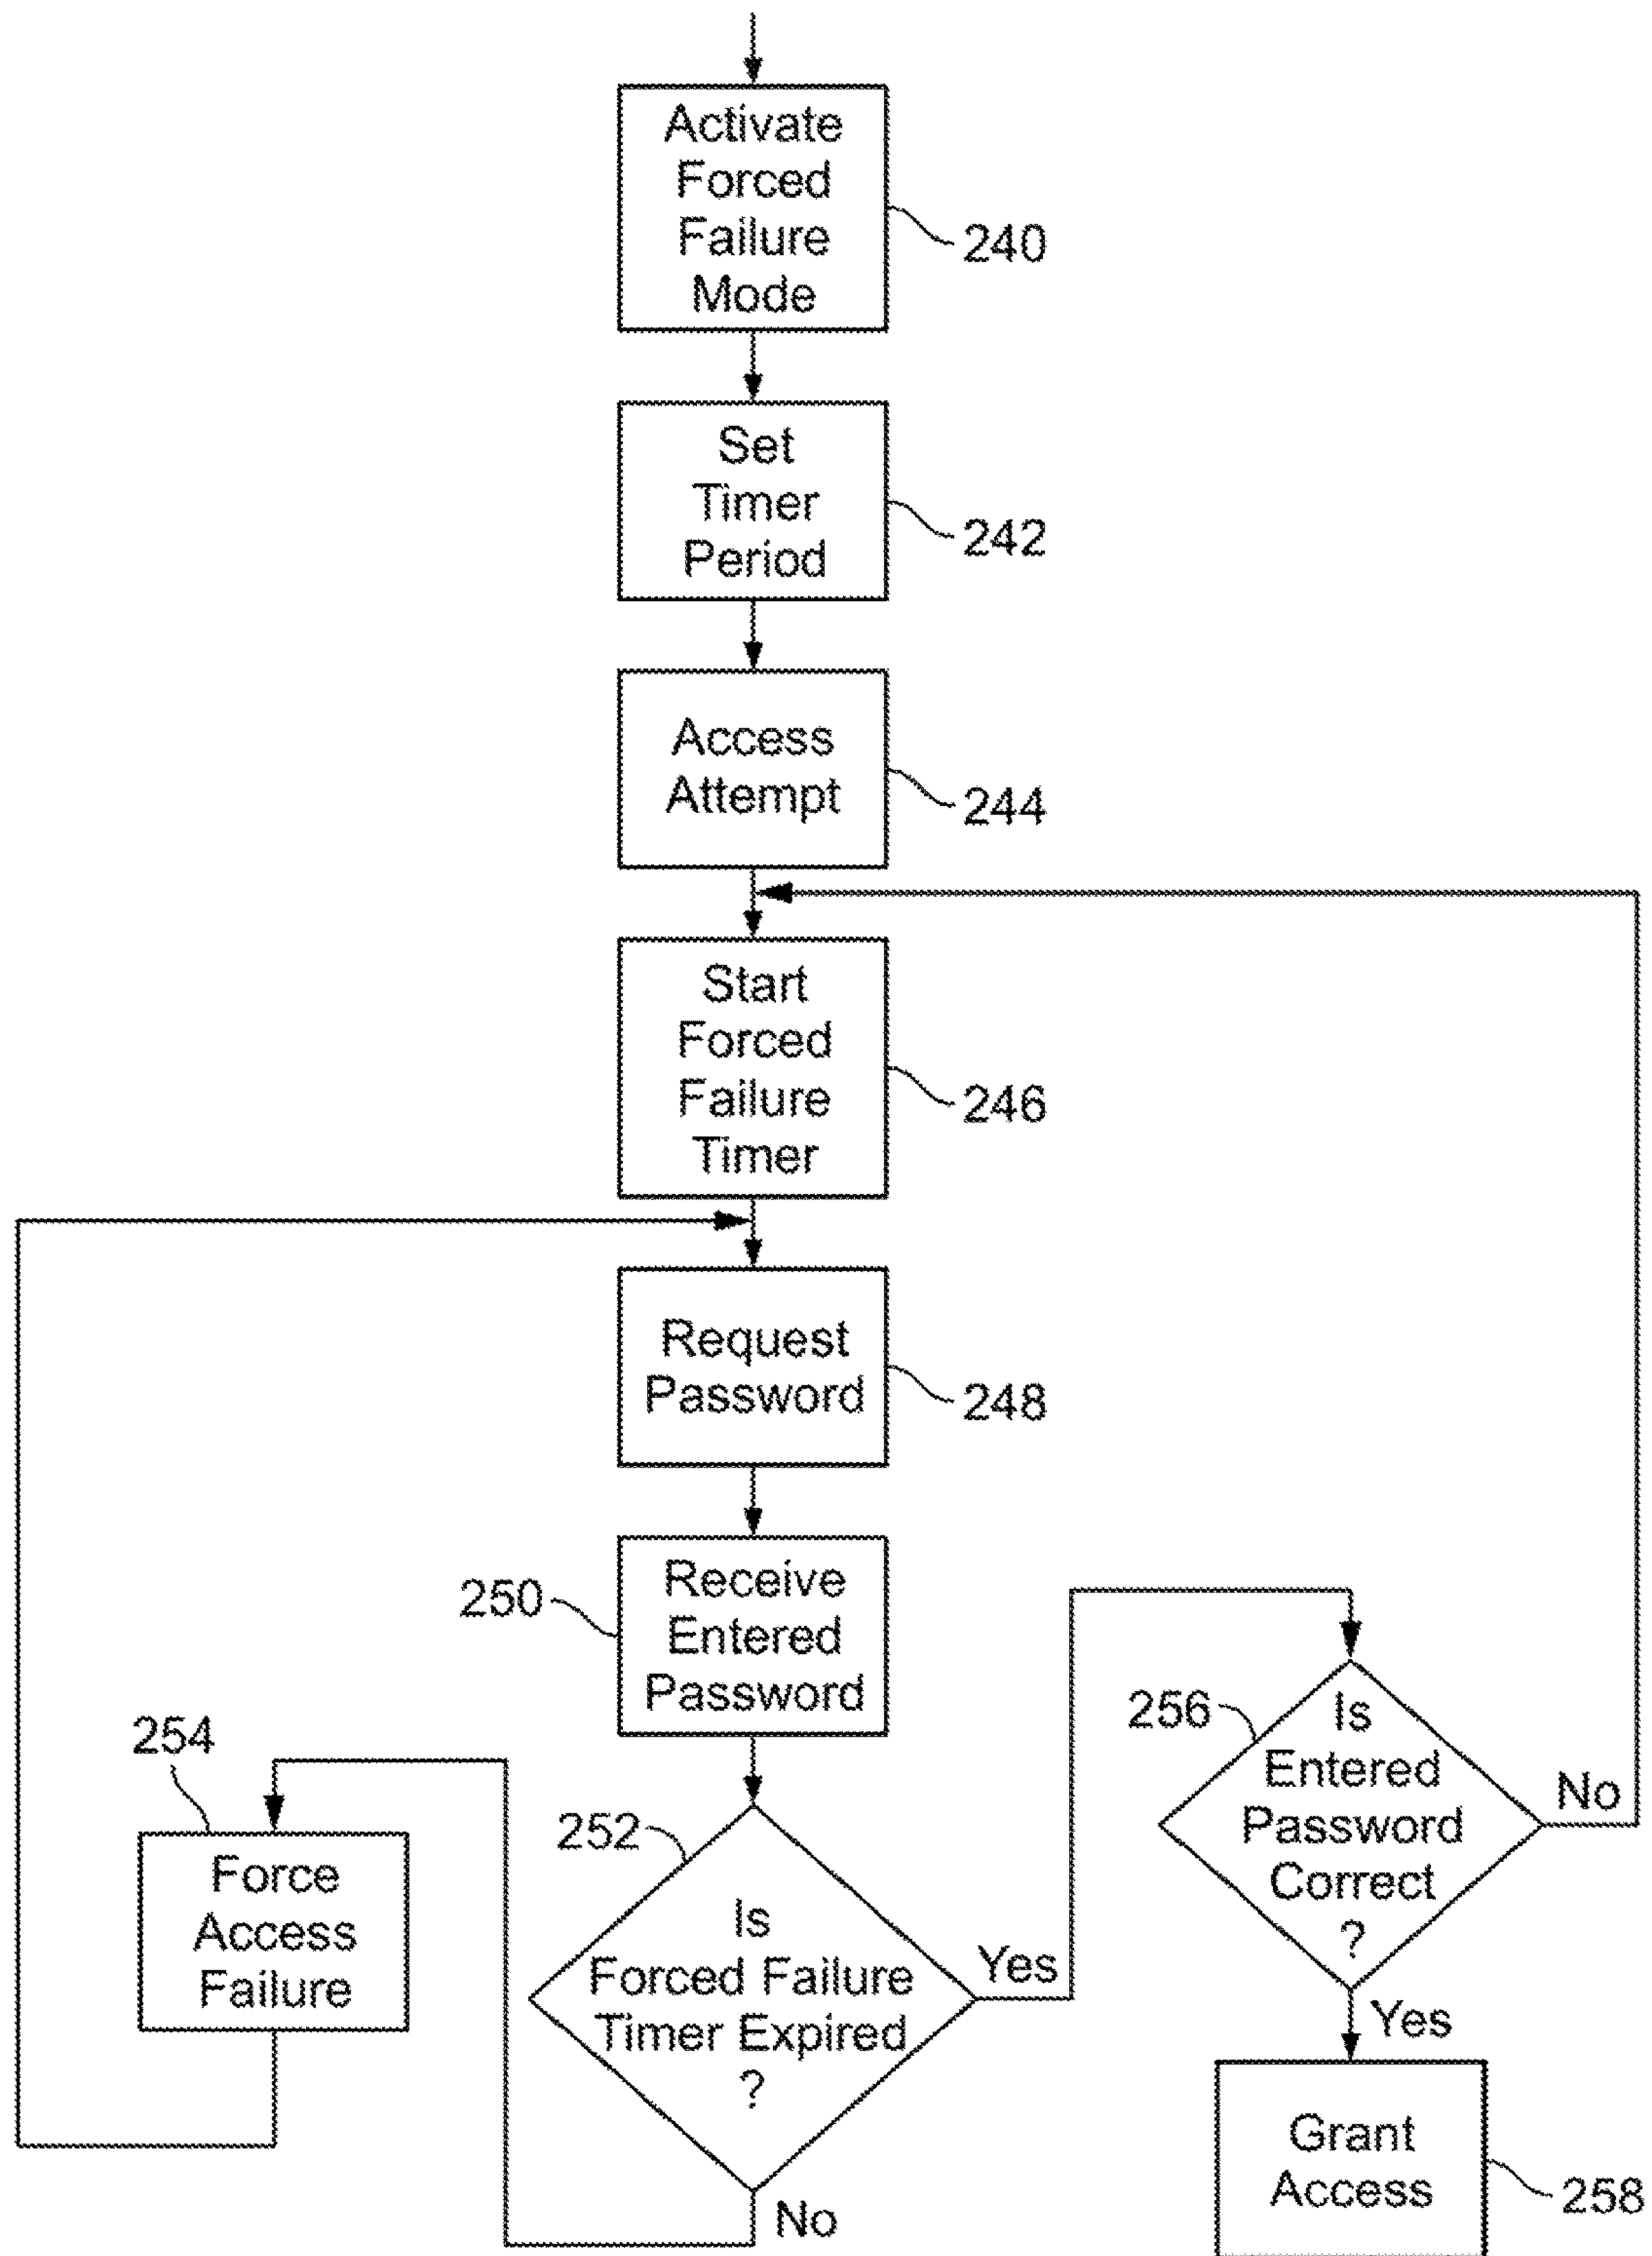 Activate
Forced
Failure
Mode
240
Set
Timer
Period
242
Access
Attempt
244
Start
Forced
Failure
Timer
246
Request
Password
248
250
Receive
Entered
Password
254
Force
Access
Failure
252
Is
Forced Failure
Timer Expired
?
Yes
No
256
Is
Entered
Password
Correct
?
No
Yes
Grant
Access
258